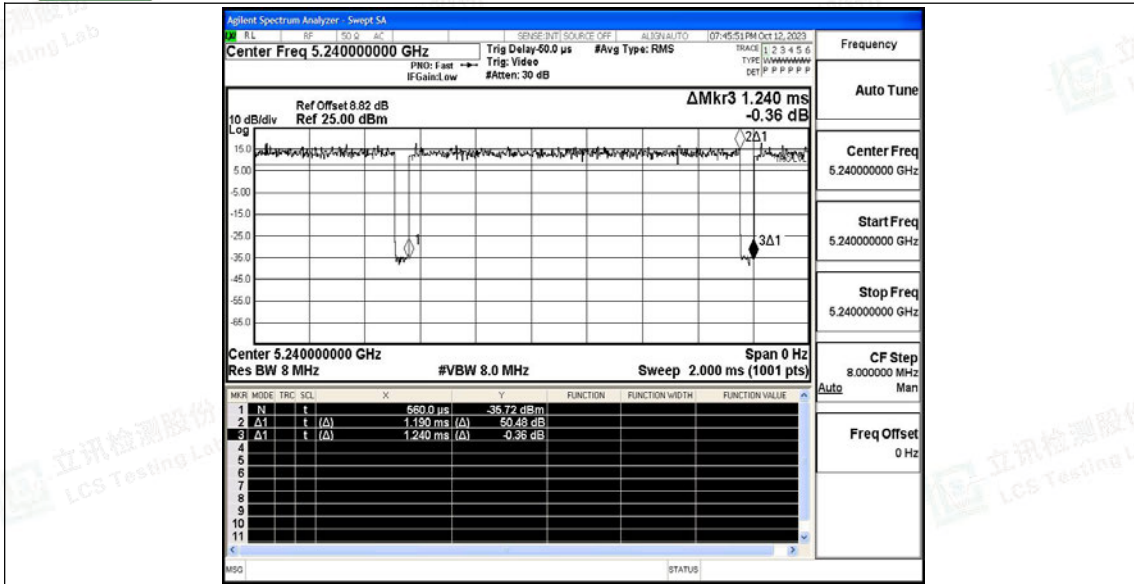 Agilent Spectrum Analyzer - Swept SA
RL RF 50 Ω AC SENSE:INT SOURCE OFF ALIGNAUTO 07:45:51 PM Oct 12, 2023
Center Freq 5.240000000 GHz
PNO: Fast
IFGain:Low
Trig Delay-50.0 µs
Trig: Video
#Atten: 30 dB
#Avg Type: RMS
TRACE 1 2 3 4 5 6
TYPE WWWWWW
DET P P P P P P
Frequency
Auto Tune
Center Freq
5.240000000 GHz
Start Freq
5.240000000 GHz
Stop Freq
5.240000000 GHz
CF Step
8.000000 MHz
Auto Man
Freq Offset
0 Hz
ΔMkr3 1.240 ms
-0.36 dB
Ref Offset 8.82 dB
10 dB/div Ref 25.00 dBm
Log
15.0
5.00
-5.00
-15.0
-25.0
-35.0
-45.0
-55.0
-65.0
2Δ1
1
3Δ1
Center 5.240000000 GHz Span 0 Hz
Res BW 8 MHz #VBW 8.0 MHz Sweep 2.000 ms (1001 pts)
MKR MODE TRC SCL X Y FUNCTION FUNCTION WIDTH FUNCTION VALUE
1 N t 560.0 µs -35.72 dBm
2 Δ1 t (Δ) 1.190 ms (Δ) 50.48 dB
3 Δ1 t (Δ) 1.240 ms (Δ) -0.36 dB
4
5
6
7
8
9
10
11
MSG STATUS
立讯检测股份
LCS Testing Lab
立讯检测股份